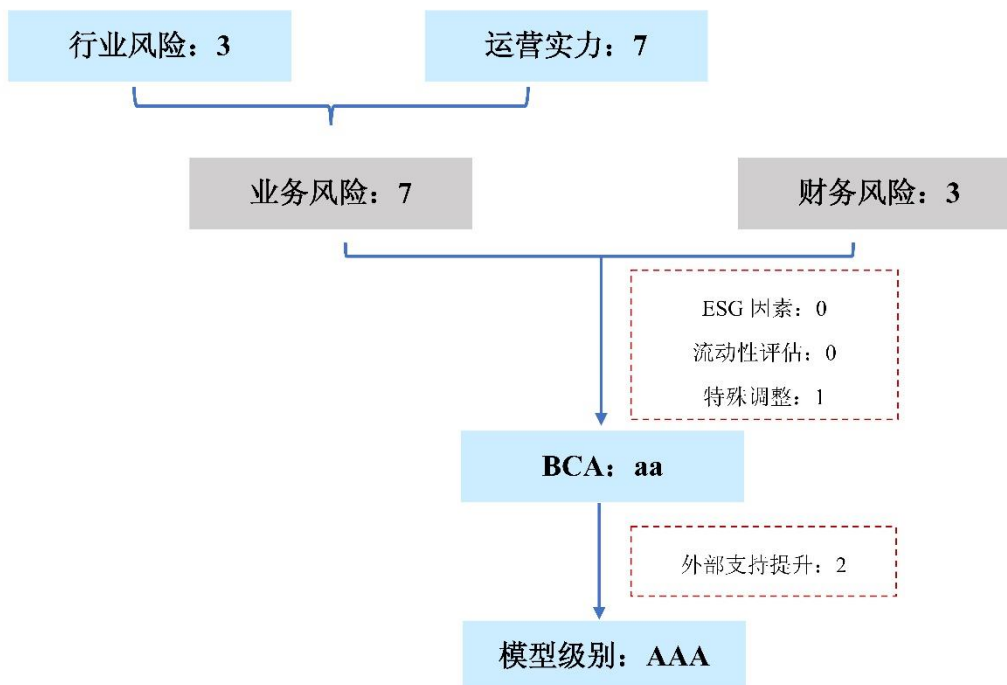 行业风险：3
运营实力：7
业务风险：7
财务风险：3
ESG 因素：0
流动性评估：0
特殊调整：1
BCA：aa
外部支持提升：2
模型级别：AAA